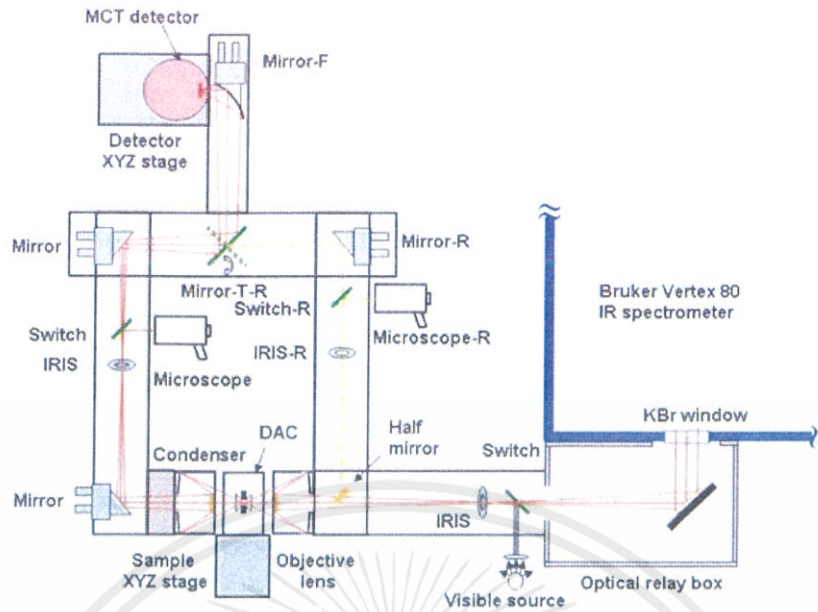 MCT detector
Mirror-F
Detector
XYZ stage
Mirror
Mirror-R
Mirror-T-R
Switch-R
Bruker Vertex 80
IR spectrometer
Switch
Microscope-R
IRIS
IRIS-R
Microscope
KBr window
Condenser
DAC
Half
mirror
Switch
Mirror
IRIS
Sample
XYZ stage
Objective
lens
Optical relay box
Visible source